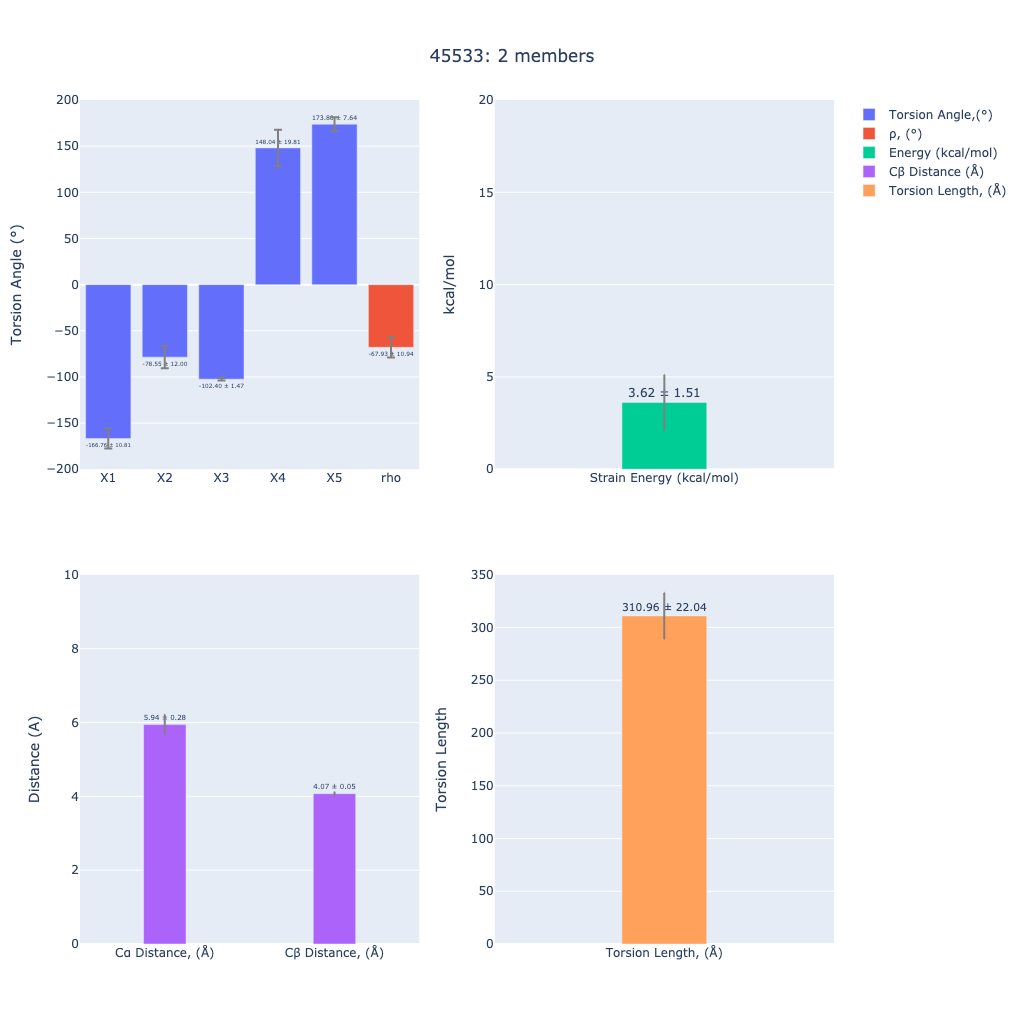 45533: 2 members
Torsion Angle (°)
200
150
100
50
0
−50
−100
−150
−200
-166.76 ± 10.81
-78.55 ± 12.00
-102.40 ± 1.47
148.04 ± 19.81
173.88 ± 7.64
-67.93 ± 10.94
X1 X2 X3 X4 X5 rho
kcal/mol
20
15
10
5
0
3.62 ± 1.51
Strain Energy (kcal/mol)
Torsion Angle,(°)
ρ, (°)
Energy (kcal/mol)
Cβ Distance (Å)
Torsion Length, (Å)
Distance (A)
10
8
6
4
2
0
5.94 ± 0.28
4.07 ± 0.05
Cα Distance, (Å) Cβ Distance, (Å)
Torsion Length
350
300
250
200
150
100
50
0
310.96 ± 22.04
Torsion Length, (Å)